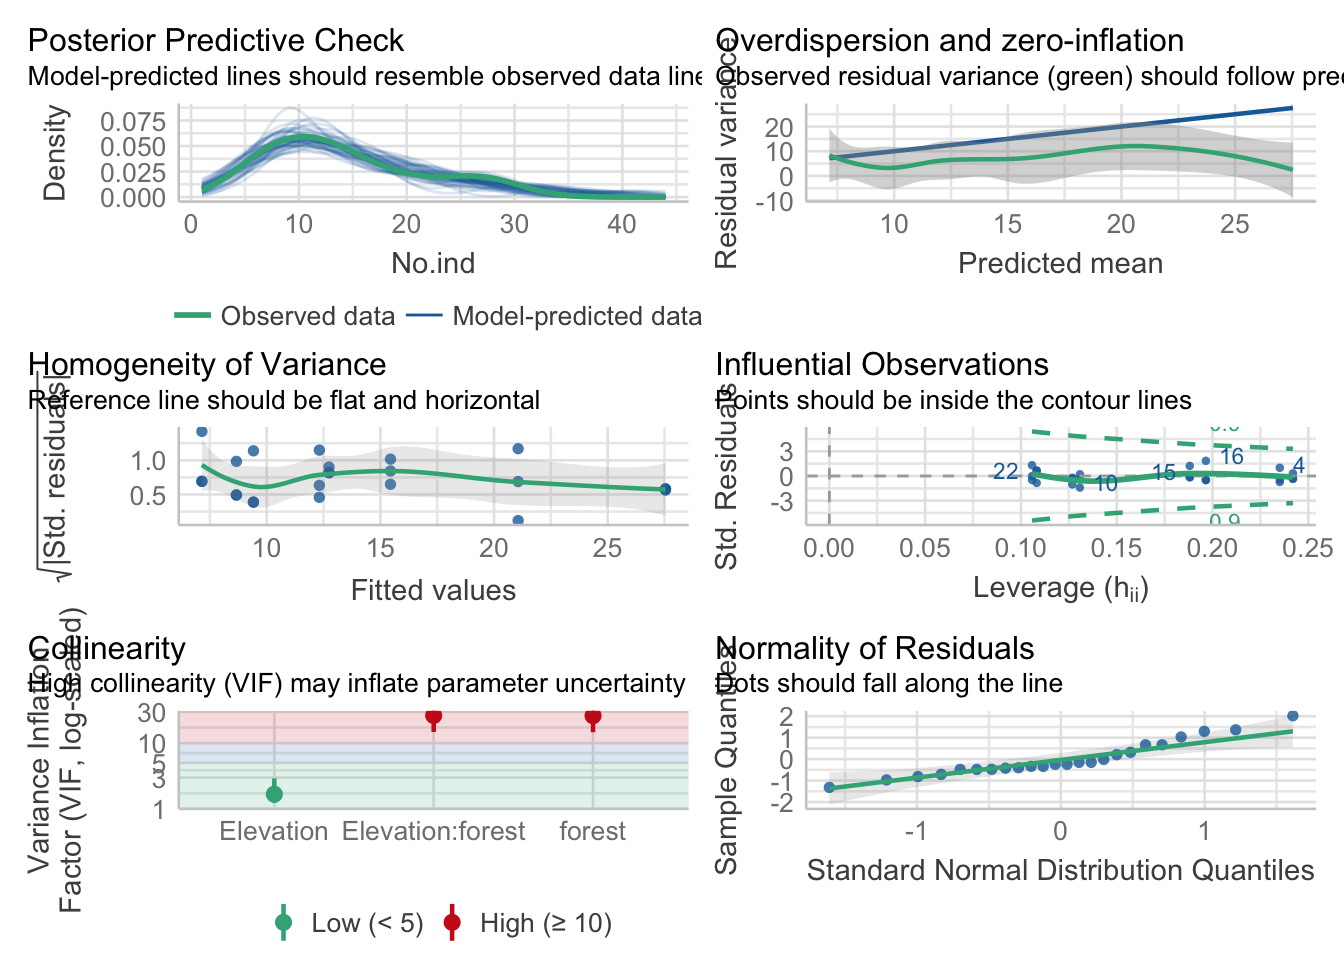 Posterior Predictive Check
Model-predicted lines should resemble observed data line
Density
0.075
0.050
0.025
0.000
0
10
20
30
40
No.ind
Observed data
Model-predicted data
Overdispersion and zero-inflation
Observed residual variance (green) should follow pred
Residual variance
20
10
0
-10
10
15
20
25
Predicted mean
Homogeneity of Variance
Reference line should be flat and horizontal
√|Std. residuals|
1.0
0.5
10
15
20
25
Fitted values
Influential Observations
Points should be inside the contour lines
Std. Residuals
3
0
-3
0.9
22
10
15
16
4
0.9
0.00
0.05
0.10
0.15
0.20
0.25
Leverage (hii)
Collinearity
High collinearity (VIF) may inflate parameter uncertainty
Variance Inflation
Factor (VIF, log-scaled)
30
10
5
3
1
Elevation
Elevation:forest
forest
Low (< 5)
High (≥ 10)
Normality of Residuals
Dots should fall along the line
Sample Quantiles
2
1
0
-1
-2
-1
0
1
Standard Normal Distribution Quantiles